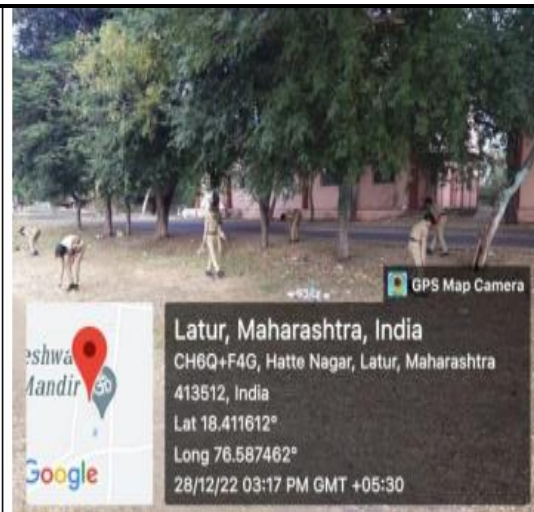 GPS Map Camera
eshwa
Mandir
Google
Latur, Maharashtra, India
CH6Q+F4G, Hatte Nagar, Latur, Maharashtra
413512, India
Lat 18.411612°
Long 76.587462°
28/12/22 03:17 PM GMT +05:30